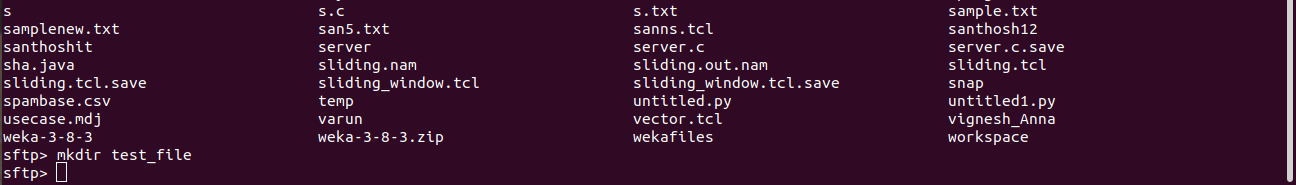 s s.c s.txt sample.txt
samplenew.txt san5.txt sanns.tcl santhosh12
santhoshit server server.c server.c.save
sha.java sliding.nam sliding.out.nam sliding.tcl
sliding.tcl.save sliding_window.tcl sliding_window.tcl.save snap
spambase.csv temp untitled.py untitled1.py
usecase.mdj varun vector.tcl vignesh_Anna
weka-3-8-3 weka-3-8-3.zip wekafiles workspace
sftp> mkdir test_file
sftp>